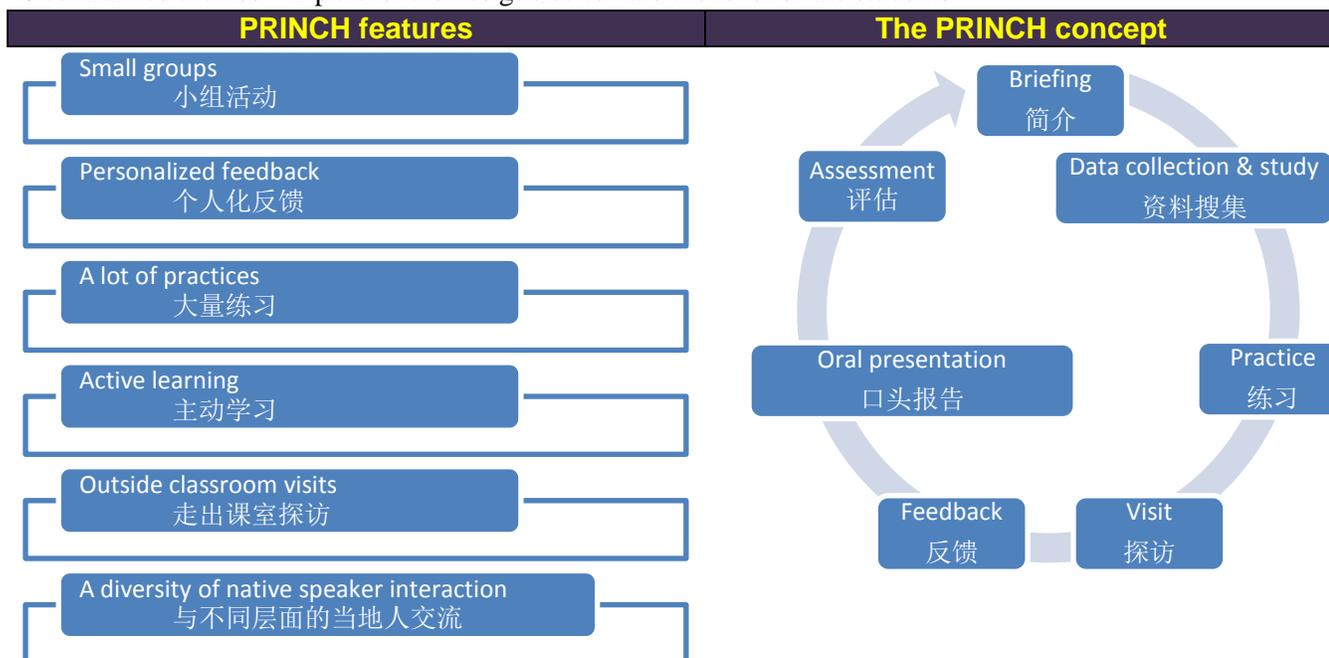 PRINCH features
Small groups
小组活动
Personalized feedback
个人化反馈
A lot of practices
大量练习
Active learning
主动学习
Outside classroom visits
走出课室探访
A diversity of native speaker interaction
与不同层面的当地人交流
The PRINCH concept
Briefing
简介
Data collection & study
资料搜集
Practice
练习
Visit
探访
Feedback
反馈
Oral presentation
口头报告
Assessment
评估